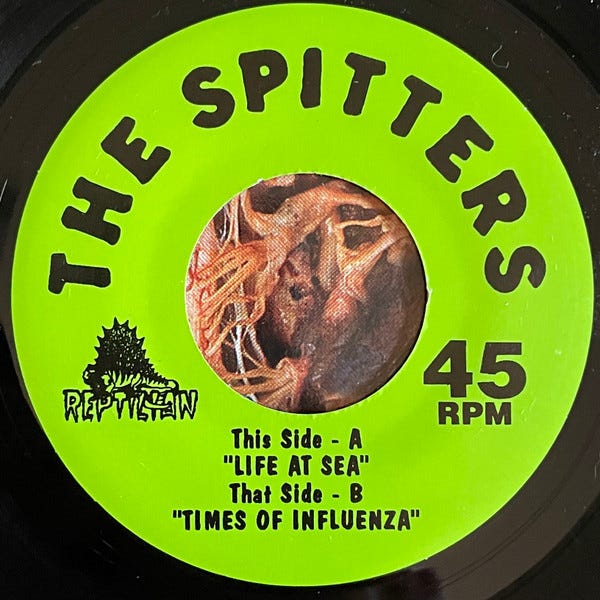 THE SPITTERS
REPTILIAN
45
RPM
This Side - A
"LIFE AT SEA"
That Side - B
"TIMES OF INFLUENZA"